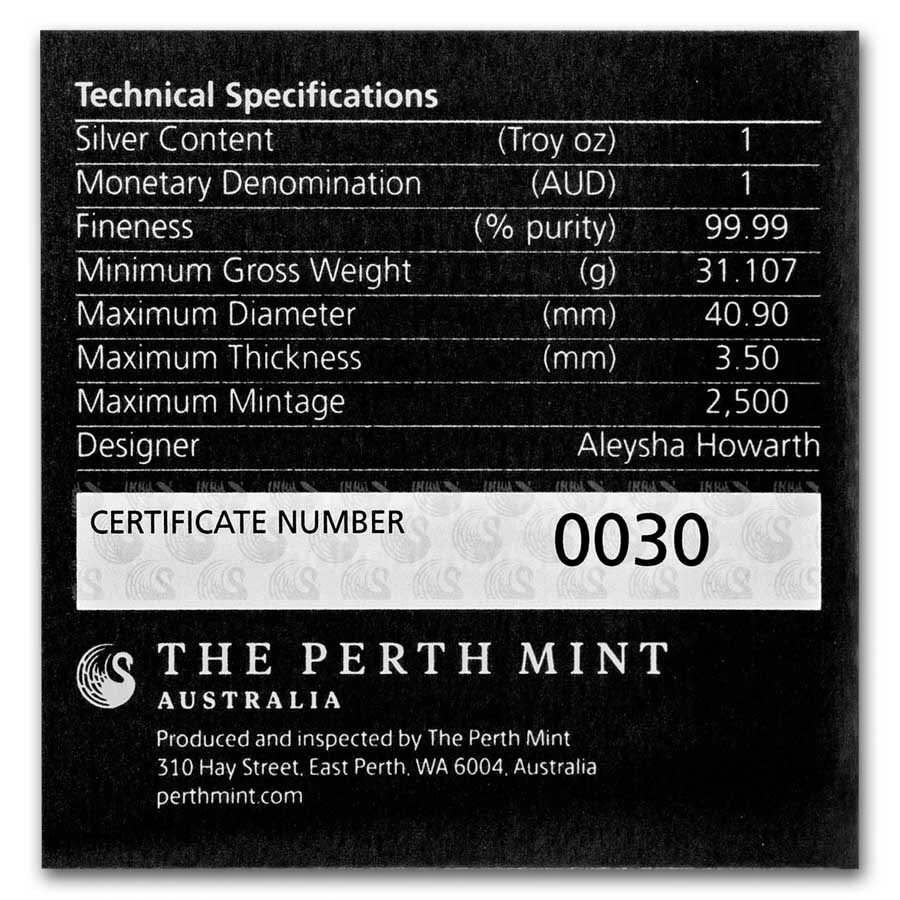 Technical Specifications
Silver Content (Troy oz) 1
Monetary Denomination (AUD) 1
Fineness (% purity) 99.99
Minimum Gross Weight (g) 31.107
Maximum Diameter (mm) 40.90
Maximum Thickness (mm) 3.50
Maximum Mintage 2,500
Designer Aleysha Howarth
CERTIFICATE NUMBER 0030
THE PERTH MINT
AUSTRALIA
Produced and inspected by The Perth Mint
310 Hay Street, East Perth, WA 6004, Australia
perthmint.com